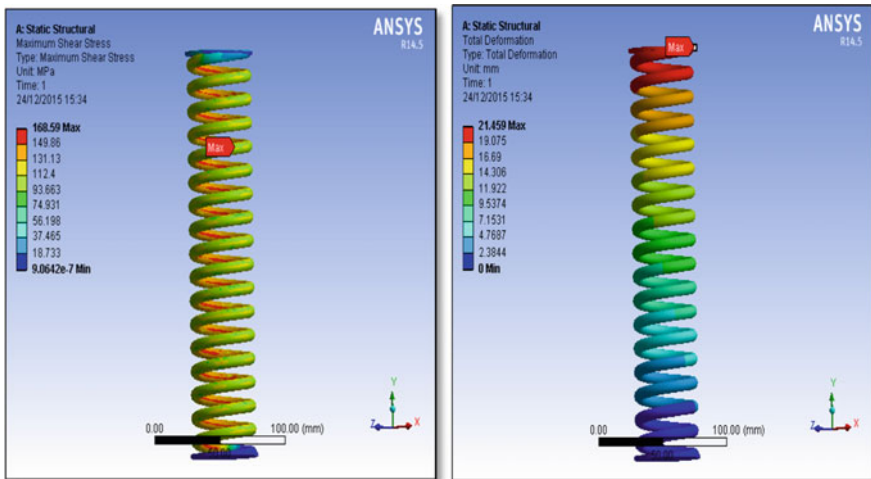 A: Static Structural
Maximum Shear Stress
Type: Maximum Shear Stress
Unit: MPa
Time: 1
24/12/2015 15:34
168.59 Max
149.86
131.13
112.4
93.663
74.931
56.198
37.465
18.733
9.0642e-7 Min
ANSYS
R14.5
Max
Y
Z
X
0.00
100.00 (mm)
50.00
A: Static Structural
Total Deformation
Type: Total Deformation
Unit: mm
Time: 1
24/12/2015 15:34
21.459 Max
19.075
16.69
14.306
11.922
9.5374
7.1531
4.7687
2.3844
0 Min
ANSYS
R14.5
Max
Y
Z
X
0.00
100.00 (mm)
50.00